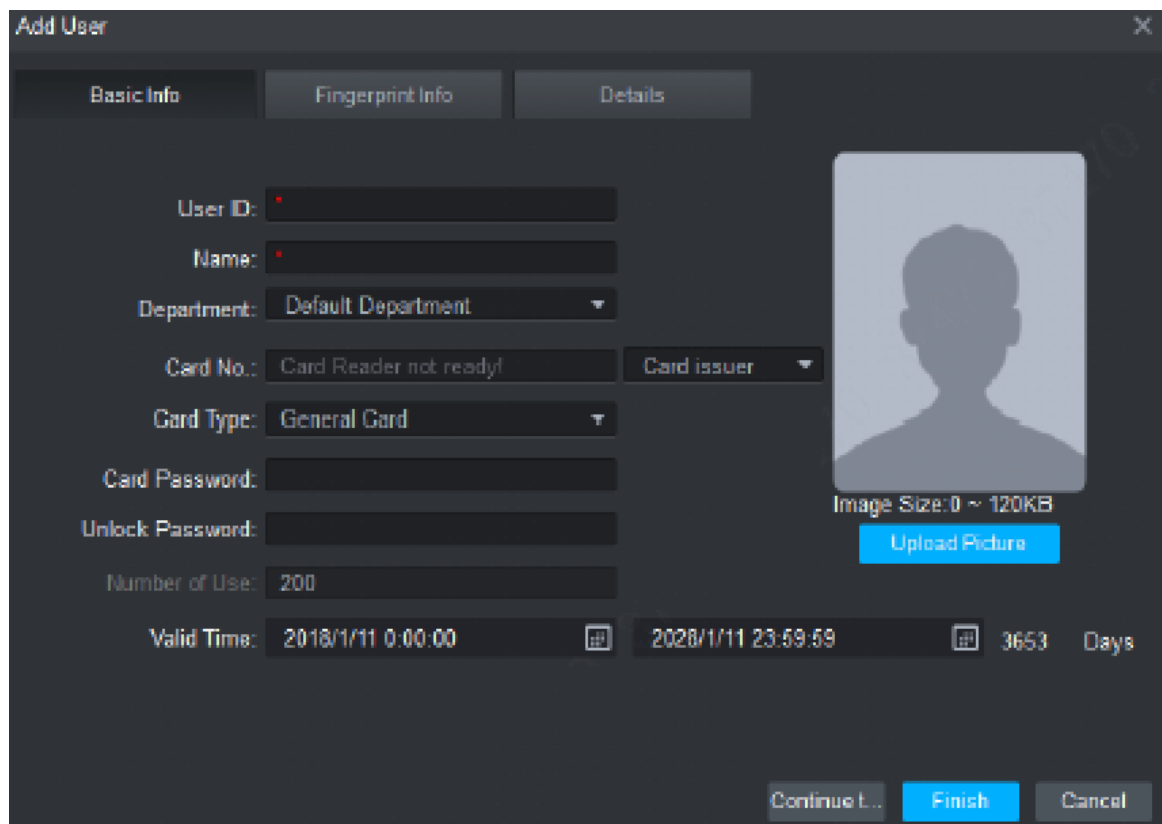 Add User
Basic Info Fingerprint Info Details
User ID: *
Name: *
Department: Default Department
Card No.: Card Reader not ready! Card issuer
Card Type: General Card
Card Password:
Unlock Password:
Image Size:0 ~ 120KB
Upload Picture
Number of Use: 200
Valid Time: 2018/1/11 0:00:00 2028/1/11 23:59:59 3653 Days
Continue t... Finish Cancel